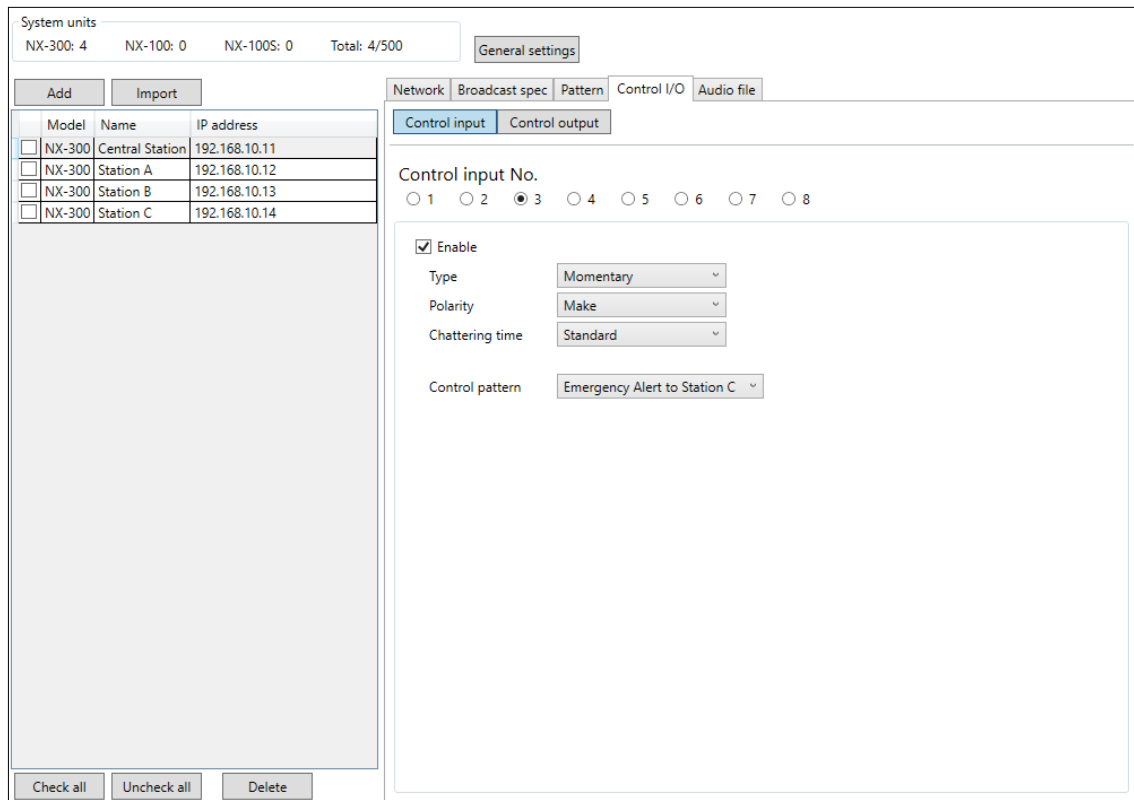 System units
NX-300: 4 NX-100: 0 NX-100S: 0 Total: 4/500
General settings
Add Import
Model Name IP address
NX-300 Central Station 192.168.10.11
NX-300 Station A 192.168.10.12
NX-300 Station B 192.168.10.13
NX-300 Station C 192.168.10.14
Check all Uncheck all Delete
Network Broadcast spec Pattern Control I/O Audio file
Control input Control output
Control input No.
1 2 3 4 5 6 7 8
Enable
Type Momentary
Polarity Make
Chattering time Standard
Control pattern Emergency Alert to Station C